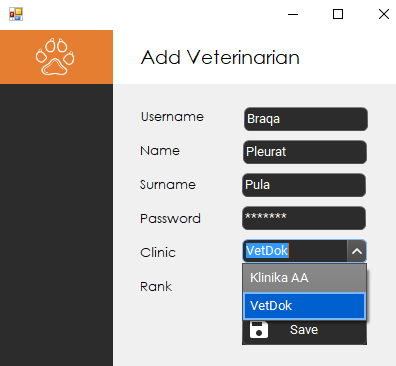 Add Veterinarian
Username Braqa
Name Pleurat
Surname Pula
Password *******
Clinic VetDok
Klinika AA
Rank
VetDok
Save